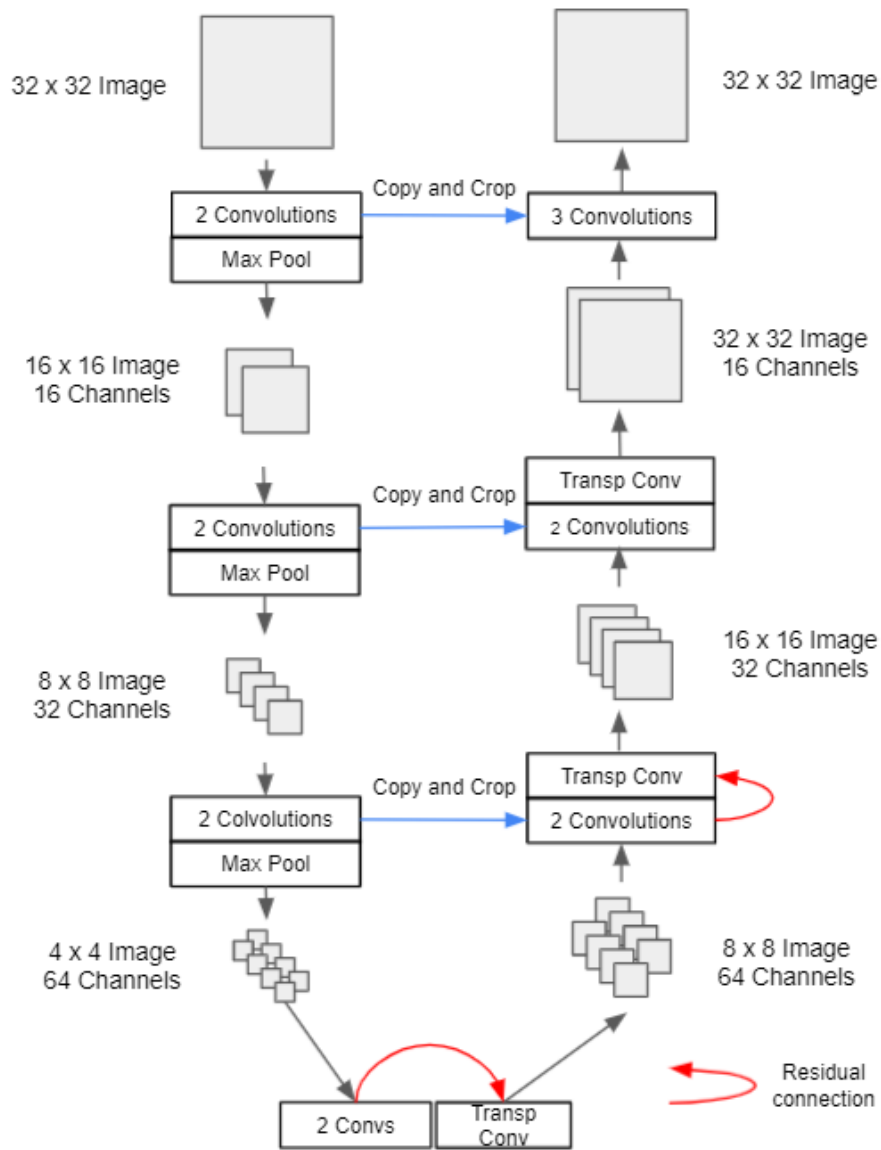 32 x 32 Image
32 x 32 Image
Copy and Crop
2 Convolutions
3 Convolutions
Max Pool
16 x 16 Image
16 Channels
32 x 32 Image
16 Channels
Copy and Crop
Transp Conv
2 Convolutions
2 Convolutions
Max Pool
8 x 8 Image
32 Channels
16 x 16 Image
32 Channels
Copy and Crop
Transp Conv
2 Colvolutions
2 Convolutions
Max Pool
4 x 4 Image
64 Channels
8 x 8 Image
64 Channels
2 Convs
Transp
Conv
Residual
connection